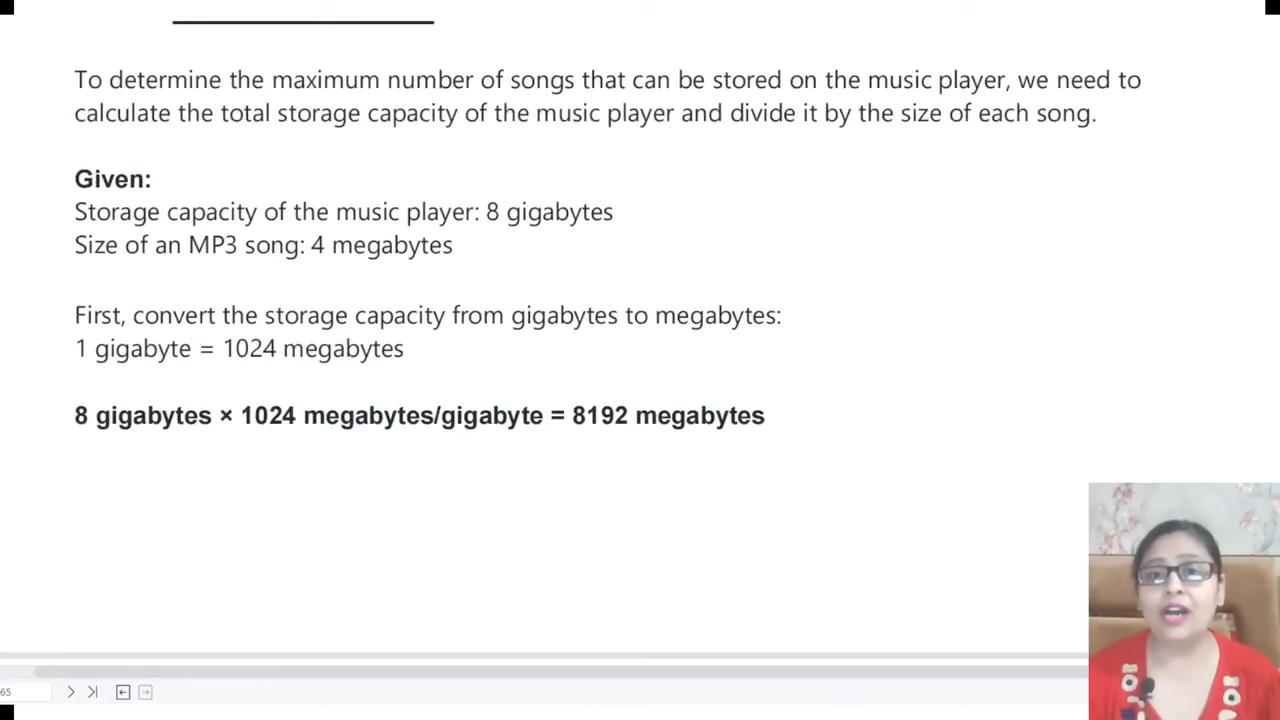 To determine the maximum number of songs that can be stored on the music player, we need to
calculate the total storage capacity of the music player and divide it by the size of each song.
Given:
Storage capacity of the music player: 8 gigabytes
Size of an MP3 song: 4 megabytes
First, convert the storage capacity from gigabytes to megabytes:
1 gigabyte = 1024 megabytes
8 gigabytes × 1024 megabytes/gigabyte = 8192 megabytes
65